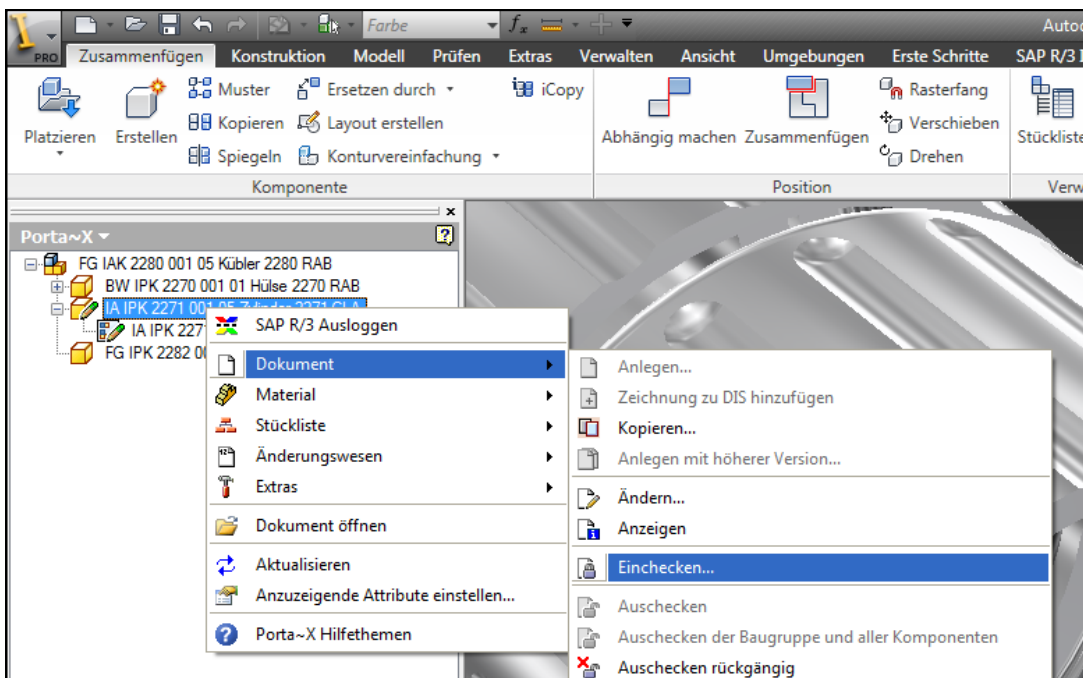 Farbe fx Autod
PRO Zusammenfügen Konstruktion Modell Prüfen Extras Verwalten Ansicht Umgebungen Erste Schritte SAP R/3 I
Muster Ersetzen durch iCopy Rasterfang
Platzieren Erstellen Kopieren Layout erstellen Abhängig machen Zusammenfügen Verschieben Stückliste
Spiegeln Konturvereinfachung Drehen
Komponente Position Verw
Porta~X
FG IAK 2280 001 05 Kübler 2280 RAB
BW IPK 2270 001 01 Hülse 2270 RAB
IA IPK 2271 001 05 Zylinder 2271 GLA
IA IPK 227
FG IPK 2282 00
SAP R/3 Ausloggen
Dokument
Material
Stückliste
Änderungswesen
Extras
Dokument öffnen
Aktualisieren
Anzuzeigende Attribute einstellen...
Porta~X Hilfethemen
Anlegen...
Zeichnung zu DIS hinzufügen
Kopieren...
Anlegen mit höherer Version...
Ändern...
Anzeigen
Einchecken...
Auschecken
Auschecken der Baugruppe und aller Komponenten
Auschecken rückgängig